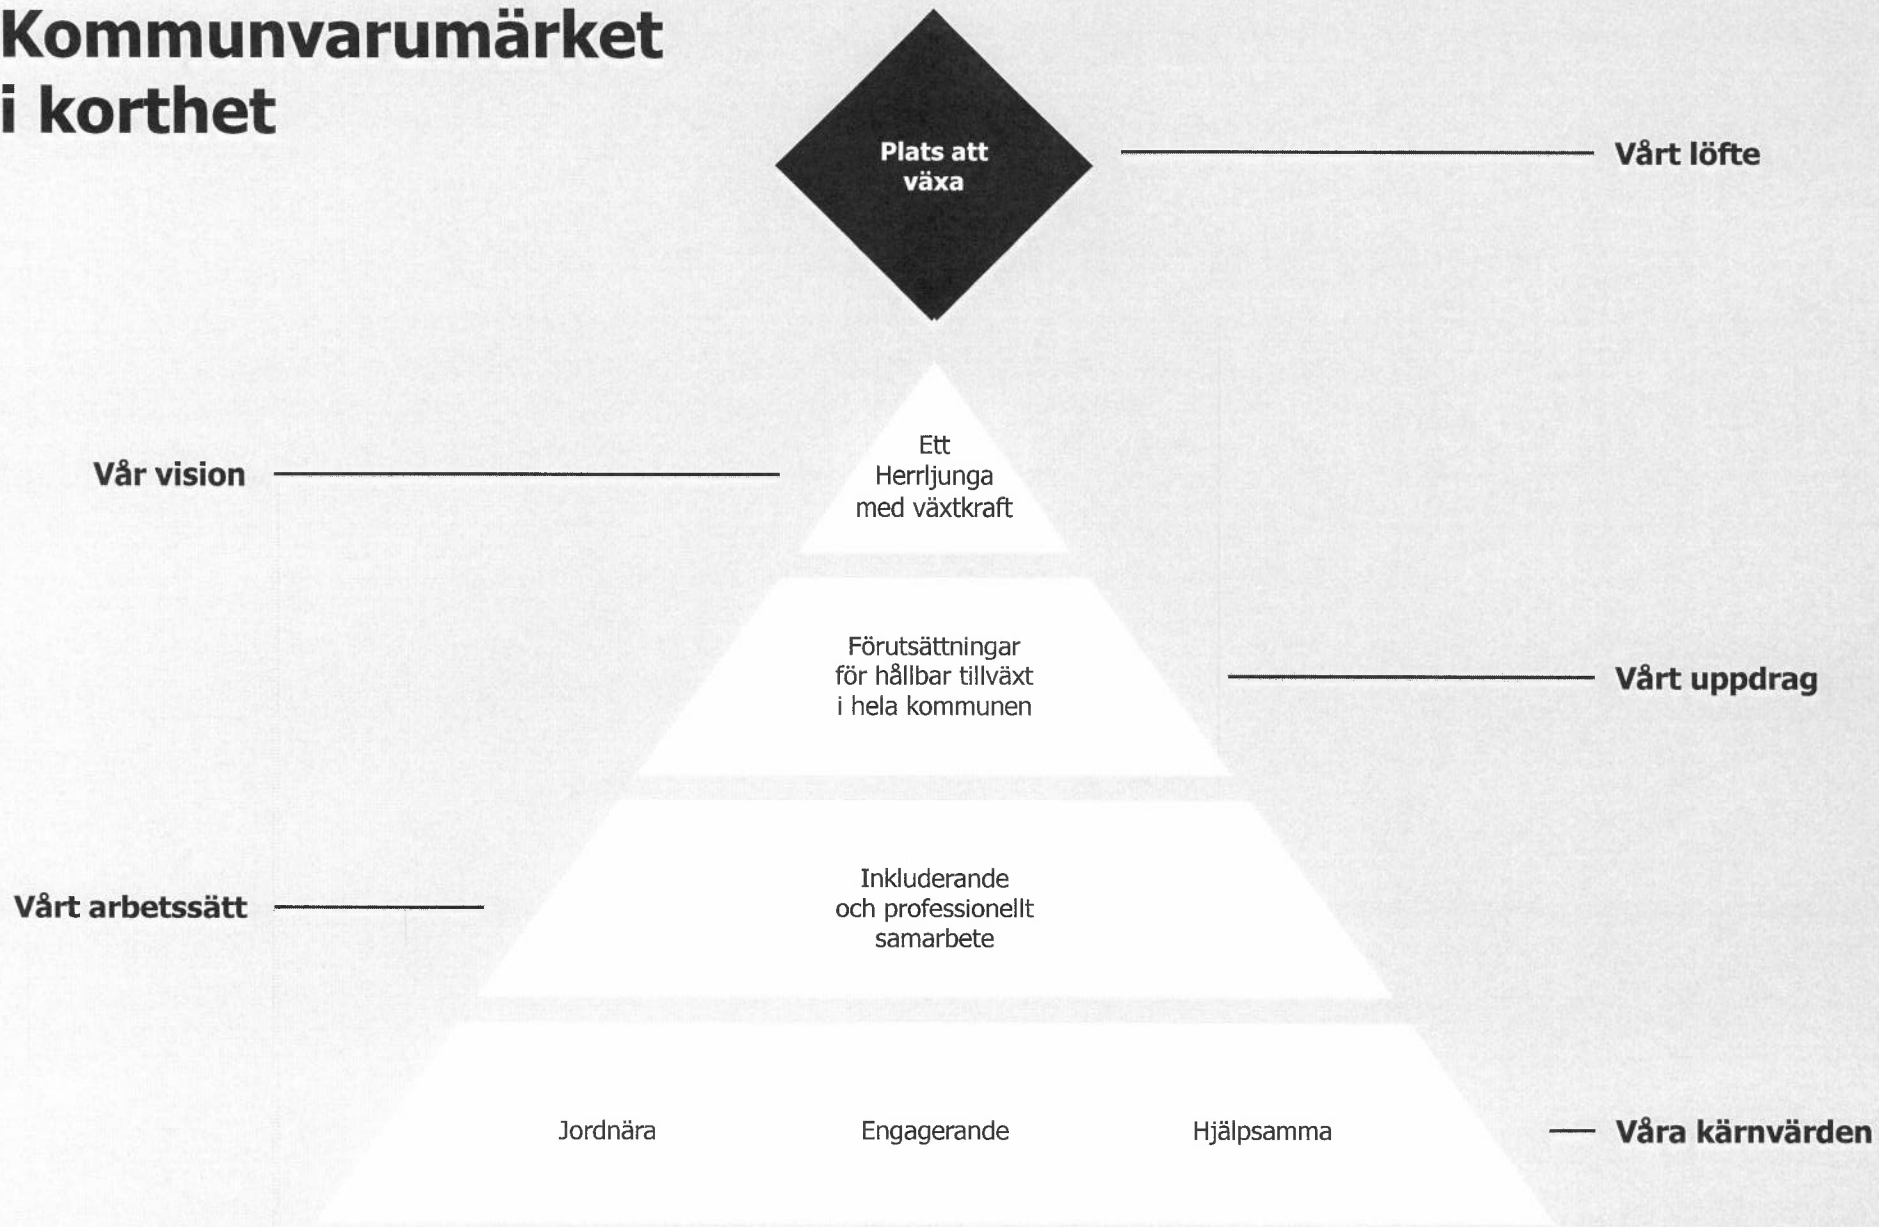 Kommunvarumärket
i korthet
Plats att
växa
Vårt löfte
Vår vision
Ett
Herrljunga
med växtkraft
Förutsättningar
för hållbar tillväxt
i hela kommunen
Vårt uppdrag
Vårt arbetssätt
Inkluderande
och professionellt
samarbete
Jordnära
Engagerande
Hjälpsamma
Våra kärnvärden